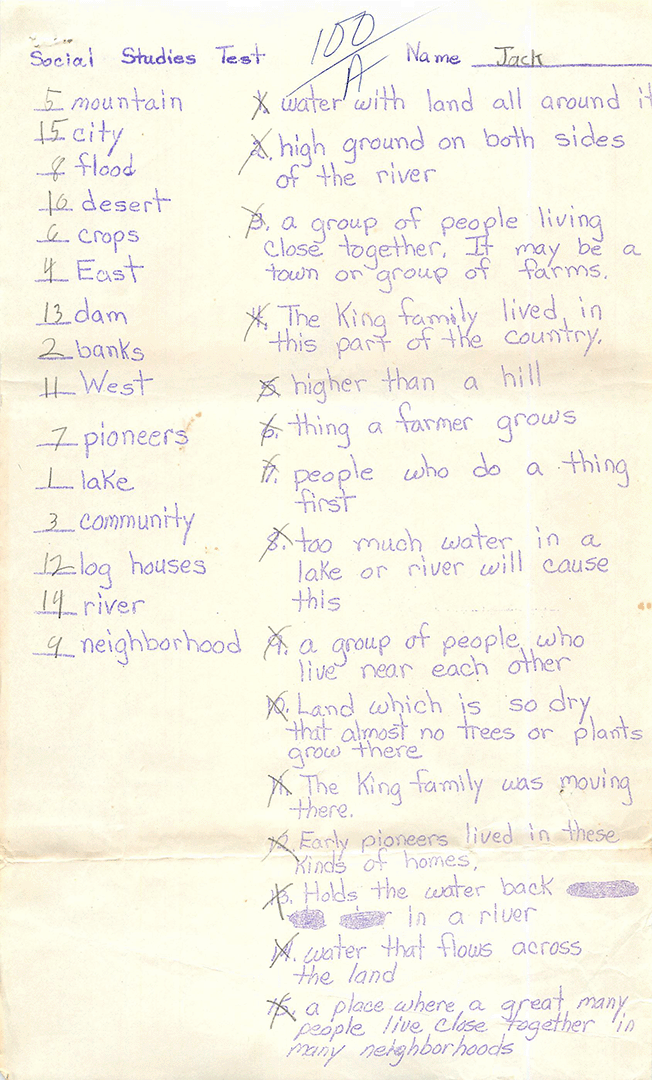 Social Studies Test 100 Name Jack
A
5 mountain
15 city
8 flood
10 desert
6 crops
4 East
13 dam
2 banks
11 West
7 pioneers
1 lake
3 community
12 log houses
14 river
9 neighborhood
1. water with land all around it
2. high ground on both sides
of the river
3. a group of people living
close together. It may be a
town or group of farms.
4. The King family lived in
this part of the country.
5. higher than a hill
6. thing a farmer grows
7. people who do a thing
first
8. too much water in a
lake or river will cause
this
9. a group of people who
live near each other
10. Land which is so dry
that almost no trees or plants
grow there
11. The King family was moving
there.
12. Early pioneers lived in these
kinds of homes.
13. Holds the water back
in a river
14. water that flows across
the land
15. a place where a great many
people live close together in
many neighborhoods